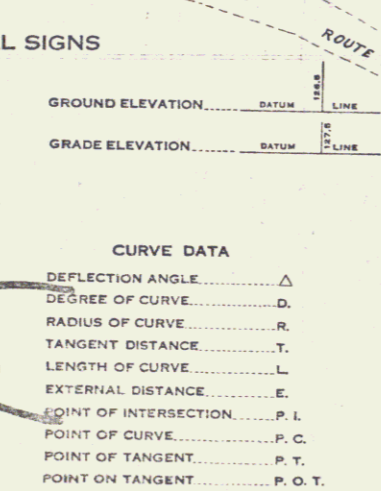 L SIGNS
ROUTE
126.5
GROUND ELEVATION DATUM LINE
127.5
GRADE ELEVATION DATUM LINE
CURVE DATA
DEFLECTION ANGLE △
DEGREE OF CURVE D.
RADIUS OF CURVE R.
TANGENT DISTANCE T.
LENGTH OF CURVE L.
EXTERNAL DISTANCE E.
POINT OF INTERSECTION P. I.
POINT OF CURVE P. C.
POINT OF TANGENT P. T.
POINT ON TANGENT P. O. T.